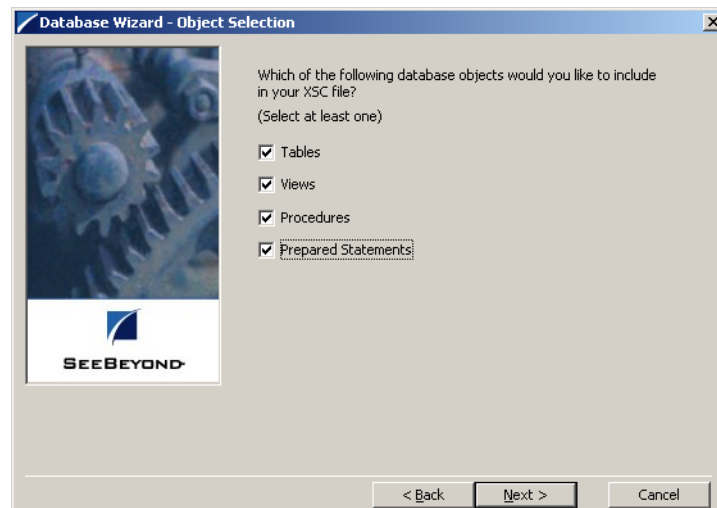 Database Wizard - Object Selection
Which of the following database objects would you like to include
in your XSC file?
(Select at least one)
Tables
Views
Procedures
Prepared Statements
SEEBEYOND
< Back
Next >
Cancel